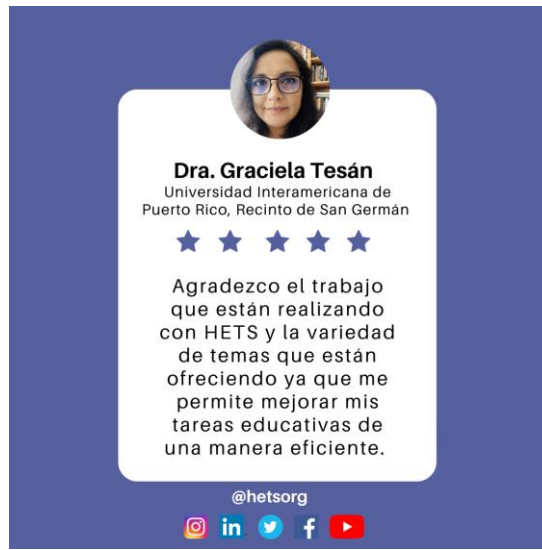 Dra. Graciela Tesán
Universidad Interamericana de
Puerto Rico, Recinto de San Germán
Agradezco el trabajo
que están realizando
con HETS y la variedad
de temas que están
ofreciendo ya que me
permite mejorar mis
tareas educativas de
una manera eficiente.
@hetsorg
in
f